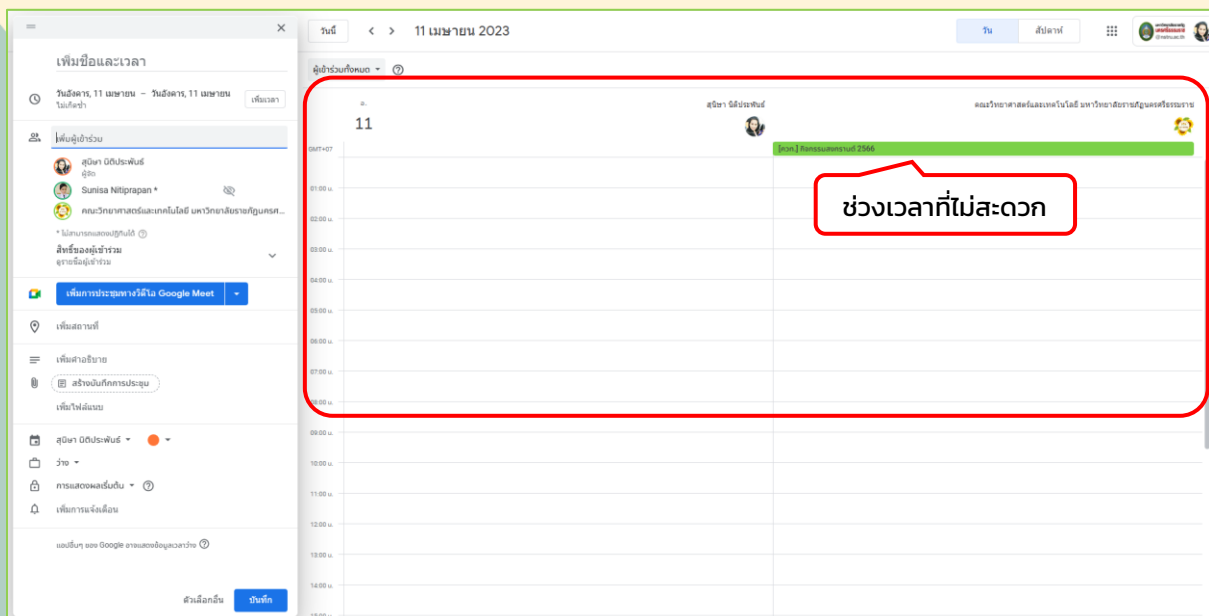 วันนี้
11 เมษายน 2023
วัน
สัปดาห์
เพิ่มชื่อและเวลา
วันอังคาร, 11 เมษายน – วันอังคาร, 11 เมษายน
ไม่เกิดซ้ำ
เพิ่มเวลา
เพิ่มผู้เข้าร่วม
สุนิษา นิติประพันธ์
ผู้จัด
Sunisa Nitiprapan *
คณะวิทยาศาสตร์และเทคโนโลยี มหาวิทยาลัยราชภัฏนครศ...
* ไม่สามารถแสดงปฏิทินได้
สิทธิ์ของผู้เข้าร่วม
ดูรายชื่อผู้เข้าร่วม
เพิ่มการประชุมทางวิดีโอ Google Meet
เพิ่มสถานที่
เพิ่มคำอธิบาย
สร้างบันทึกการประชุม
เพิ่มไฟล์แนบ
สุนิษา นิติประพันธ์
ว่าง
การแสดงผลเริ่มต้น
เพิ่มการแจ้งเตือน
แอปอื่นๆ ของ Google อาจแสดงข้อมูลเวลาว่าง
ตัวเลือกอื่น
บันทึก
ผู้เข้าร่วมทั้งหมด
อ.
11
สุนิษา นิติประพันธ์
คณะวิทยาศาสตร์และเทคโนโลยี มหาวิทยาลัยราชภัฏนครศรีธรรมราช
GMT+07
[ควท.] กิจกรรมสงกรานต์ 2566
ช่วงเวลาที่ไม่สะดวก
01:00 น.
02:00 น.
03:00 น.
04:00 น.
05:00 น.
06:00 น.
07:00 น.
08:00 น.
09:00 น.
10:00 น.
11:00 น.
12:00 น.
13:00 น.
14:00 น.
15:00 น.